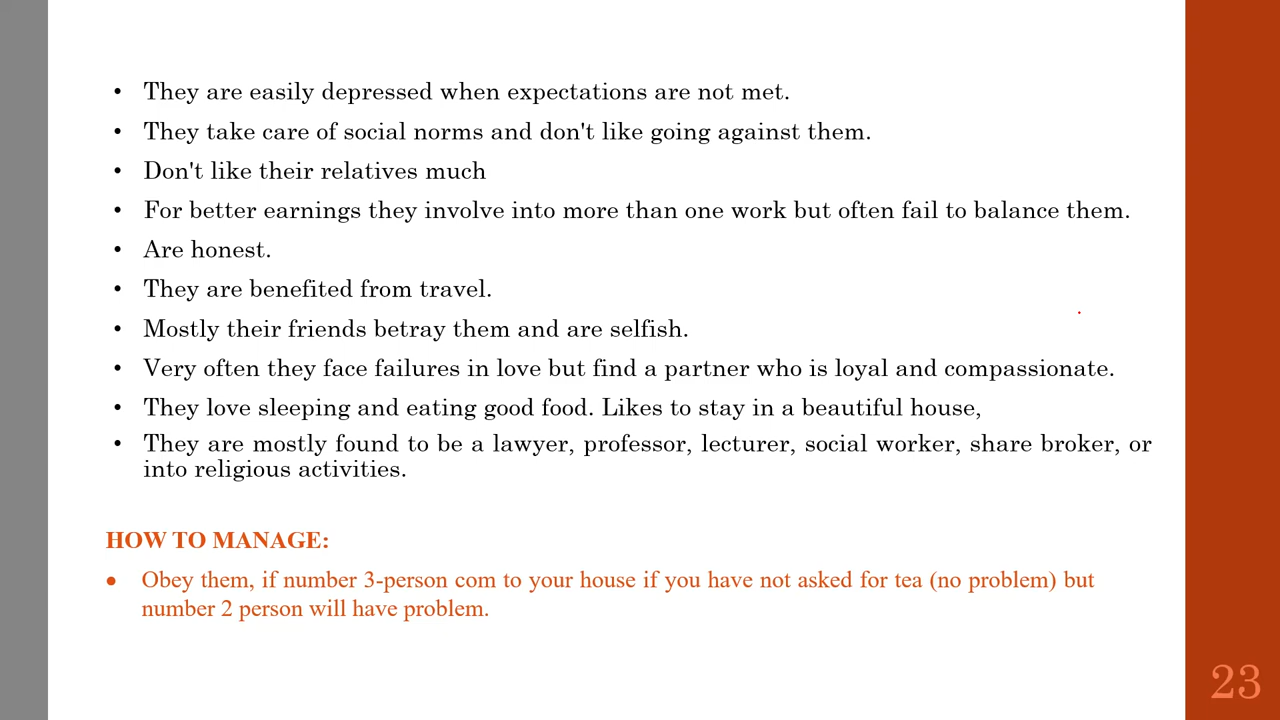 • They are easily depressed when expectations are not met.
• They take care of social norms and don't like going against them.
• Don't like their relatives much
• For better earnings they involve into more than one work but often fail to balance them.
• Are honest.
• They are benefited from travel.
• Mostly their friends betray them and are selfish.
• Very often they face failures in love but find a partner who is loyal and compassionate.
• They love sleeping and eating good food. Likes to stay in a beautiful house,
• They are mostly found to be a lawyer, professor, lecturer, social worker, share broker, or
into religious activities.
HOW TO MANAGE:
• Obey them, if number 3-person com to your house if you have not asked for tea (no problem) but
number 2 person will have problem.
23